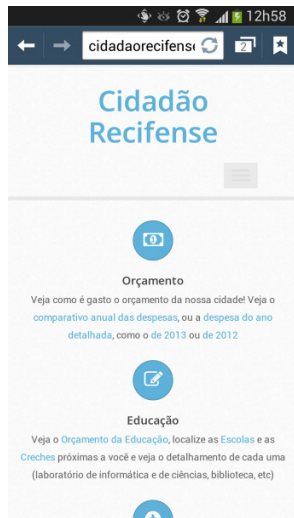 12h58
cidadaorecifens
2
Cidadão
Recifense
Orçamento
Veja como é gasto o orçamento da nossa cidade! Veja o
comparativo anual das despesas, ou a despesa do ano
detalhada, como o de 2013 ou de 2012
Educação
Veja o Orçamento da Educação, localize as Escolas e as
Creches próximas a você e veja o detalhamento de cada uma
(laboratório de informática e de ciências, biblioteca, etc)